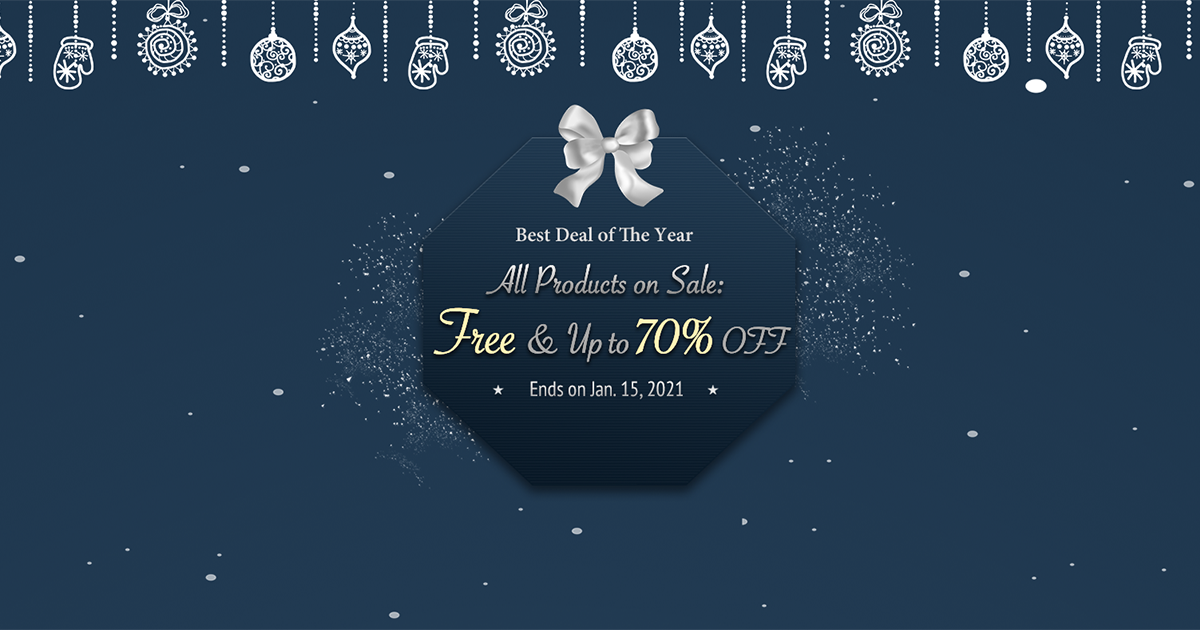 Best Deal of The Year
All Products on Sale:
Free & Up to 70% OFF
★ Ends on Jan. 15, 2021 ★